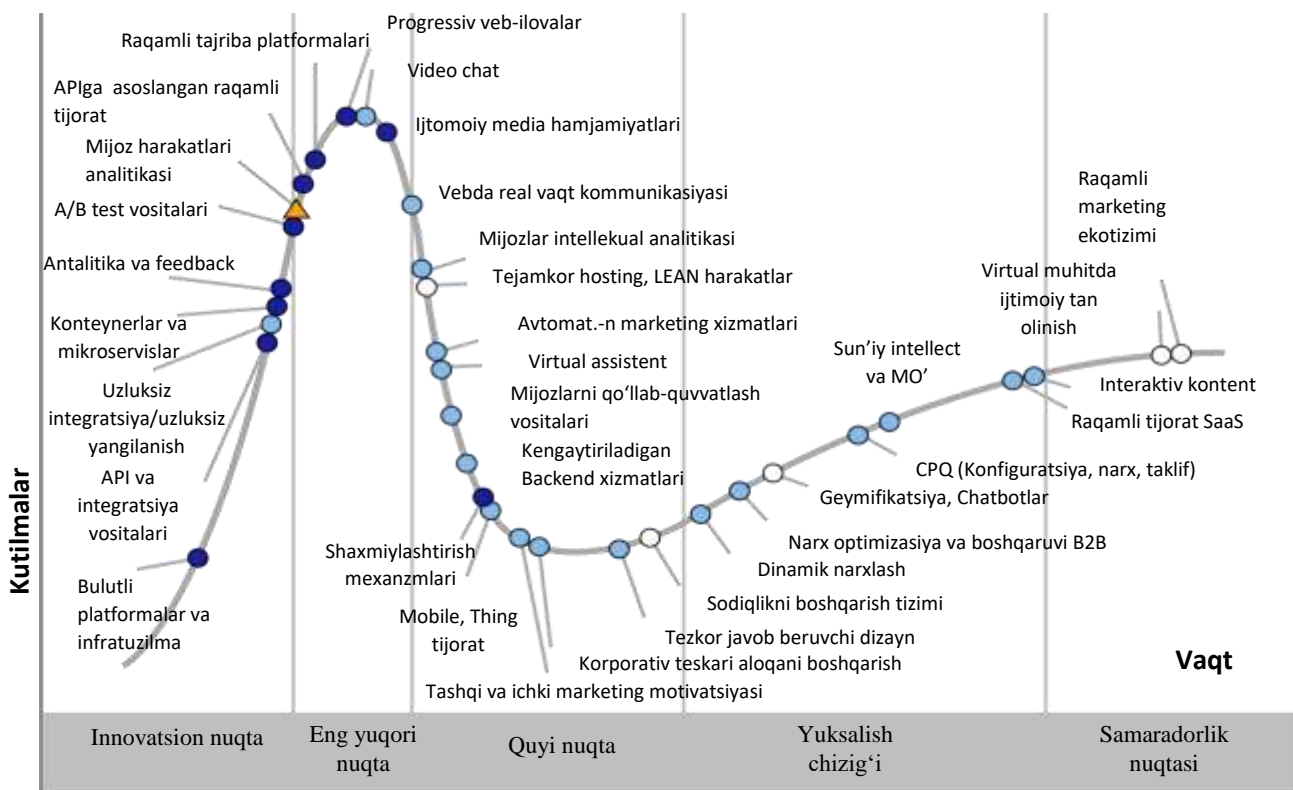 Progressiv veb-ilovalar
Raqamli tajriba platformalari
Video chat
APIga asoslangan raqamli
tijorat
Ijtomoiy media hamjamiyatlari
Mijoz harakatlari
analitikasi
A/B test vositalari
Vebda real vaqt kommunikasiyasi
Antalitika va feedback
Mijozlar intellekual analitikasi
Tejamkor hosting, LEAN harakatlar
Konteynerlar va
mikroservislar
Avtomat.-n marketing xizmatlari
Virtual assistent
Uzluksiz
integratsiya/uzluksiz
yangilanish
Mijozlarni qo‘llab-quvvatlash
vositalari
API va
integratsiya
vositalari
Kengaytiriladigan
Backend xizmatlari
Bulutli
platformalar va
infratuzilma
Shaxmiylashtirish
mexanzmlari
Mobile, Thing
tijorat
Tashqi va ichki marketing motivatsiyasi
Korporativ teskari aloqani boshqarish
Tezkor javob beruvchi dizayn
Sodiqlikni boshqarish tizimi
Dinamik narxlash
Narx optimizasiya va boshqaruvi B2B
Geymifikatsiya, Chatbotlar
CPQ (Konfiguratsiya, narx, taklif)
Sun’iy intellect
va MO’
Raqamli tijorat SaaS
Interaktiv kontent
Virtual muhitda
ijtimoiy tan
olinish
Raqamli
marketing
ekotizimi
Kutilmalar
Vaqt
Innovatsion nuqta
Eng yuqori
nuqta
Quyi nuqta
Yuksalish
chizig‘i
Samaradorlik
nuqtasi